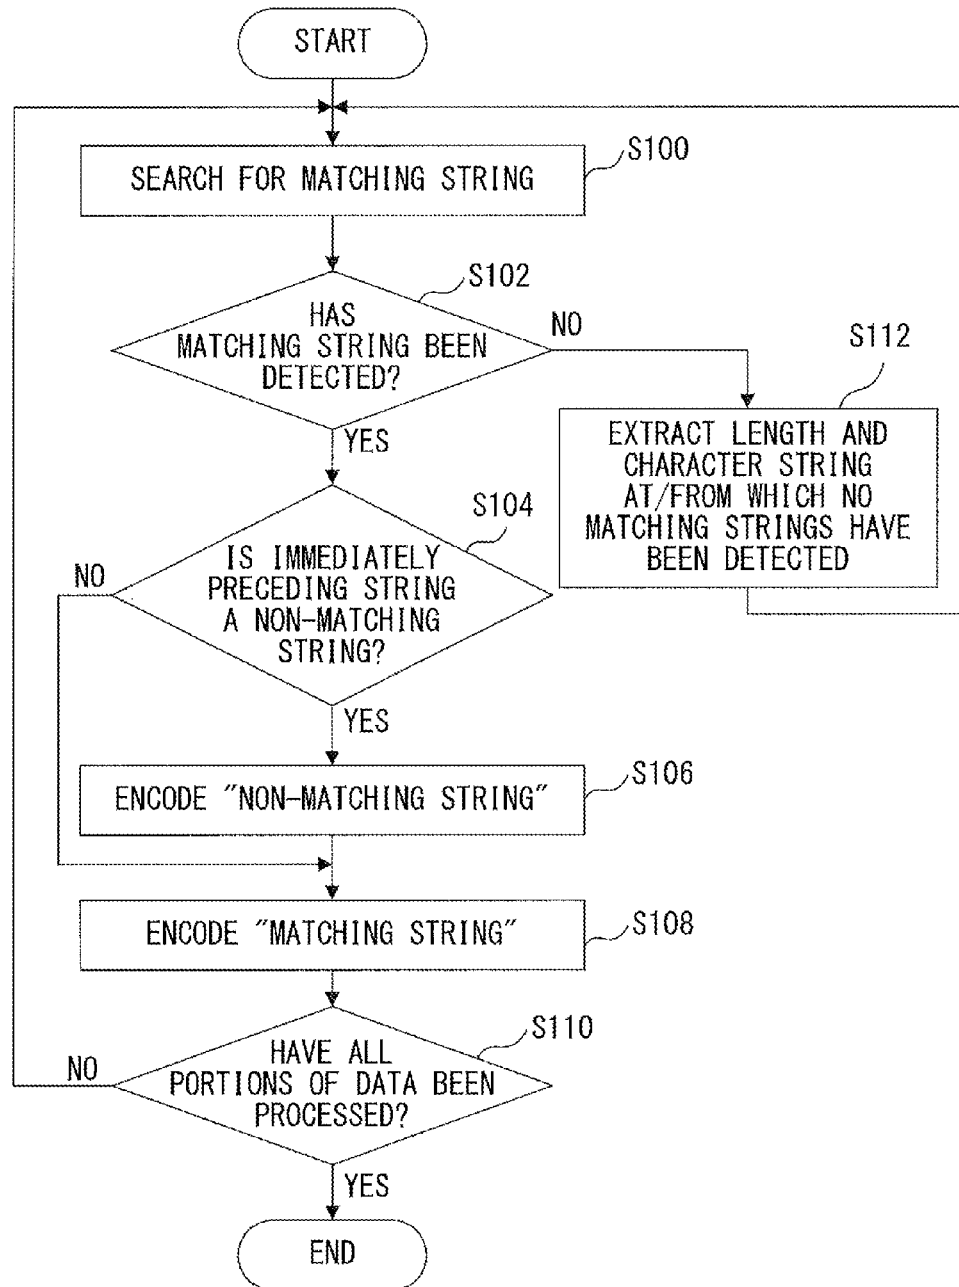 START
SEARCH FOR MATCHING STRING
S100
HAS
MATCHING STRING BEEN
DETECTED?
S102
NO
YES
S112
EXTRACT LENGTH AND
CHARACTER STRING
AT/FROM WHICH NO
MATCHING STRINGS HAVE
BEEN DETECTED
S104
IS IMMEDIATELY
PRECEDING STRING
A NON-MATCHING
STRING?
NO
YES
S106
ENCODE "NON-MATCHING STRING"
ENCODE "MATCHING STRING"
S108
S110
HAVE ALL
PORTIONS OF DATA BEEN
PROCESSED?
NO
YES
END